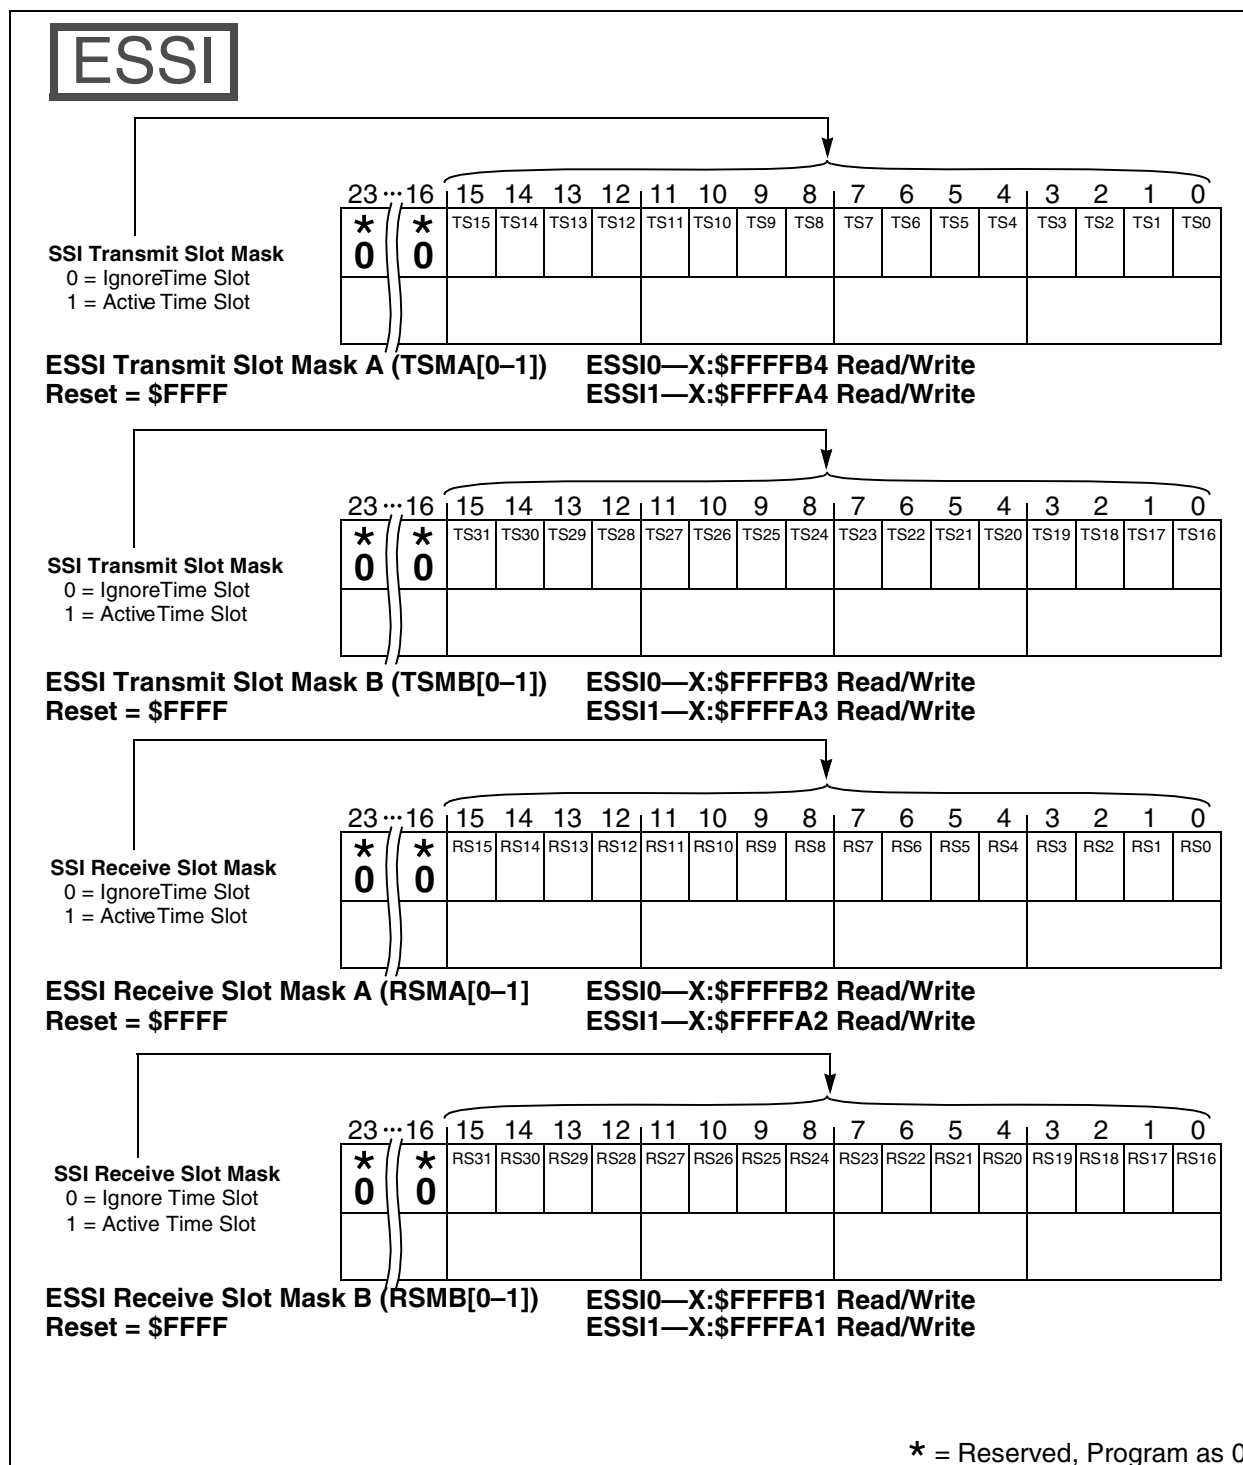 ESSI
23 ··· 16 15 14 13 12 11 10 9 8 7 6 5 4 3 2 1 0
* * TS15 TS14 TS13 TS12 TS11 TS10 TS9 TS8 TS7 TS6 TS5 TS4 TS3 TS2 TS1 TS0
0 0
SSI Transmit Slot Mask
0 = IgnoreTime Slot
1 = Active Time Slot
ESSI Transmit Slot Mask A (TSMA[0–1]) ESSI0—X:$FFFFB4 Read/Write
Reset = $FFFF ESSI1—X:$FFFFA4 Read/Write
23 ··· 16 15 14 13 12 11 10 9 8 7 6 5 4 3 2 1 0
* * TS31 TS30 TS29 TS28 TS27 TS26 TS25 TS24 TS23 TS22 TS21 TS20 TS19 TS18 TS17 TS16
0 0
SSI Transmit Slot Mask
0 = IgnoreTime Slot
1 = ActiveTime Slot
ESSI Transmit Slot Mask B (TSMB[0–1]) ESSI0—X:$FFFFB3 Read/Write
Reset = $FFFF ESSI1—X:$FFFFA3 Read/Write
23 ··· 16 15 14 13 12 11 10 9 8 7 6 5 4 3 2 1 0
* * RS15 RS14 RS13 RS12 RS11 RS10 RS9 RS8 RS7 RS6 RS5 RS4 RS3 RS2 RS1 RS0
0 0
SSI Receive Slot Mask
0 = IgnoreTime Slot
1 = ActiveTime Slot
ESSI Receive Slot Mask A (RSMA[0–1] ESSI0—X:$FFFFB2 Read/Write
Reset = $FFFF ESSI1—X:$FFFFA2 Read/Write
23 ··· 16 15 14 13 12 11 10 9 8 7 6 5 4 3 2 1 0
* * RS31 RS30 RS29 RS28 RS27 RS26 RS25 RS24 RS23 RS22 RS21 RS20 RS19 RS18 RS17 RS16
0 0
SSI Receive Slot Mask
0 = Ignore Time Slot
1 = Active Time Slot
ESSI Receive Slot Mask B (RSMB[0–1]) ESSI0—X:$FFFFB1 Read/Write
Reset = $FFFF ESSI1—X:$FFFFA1 Read/Write
* = Reserved, Program as 0